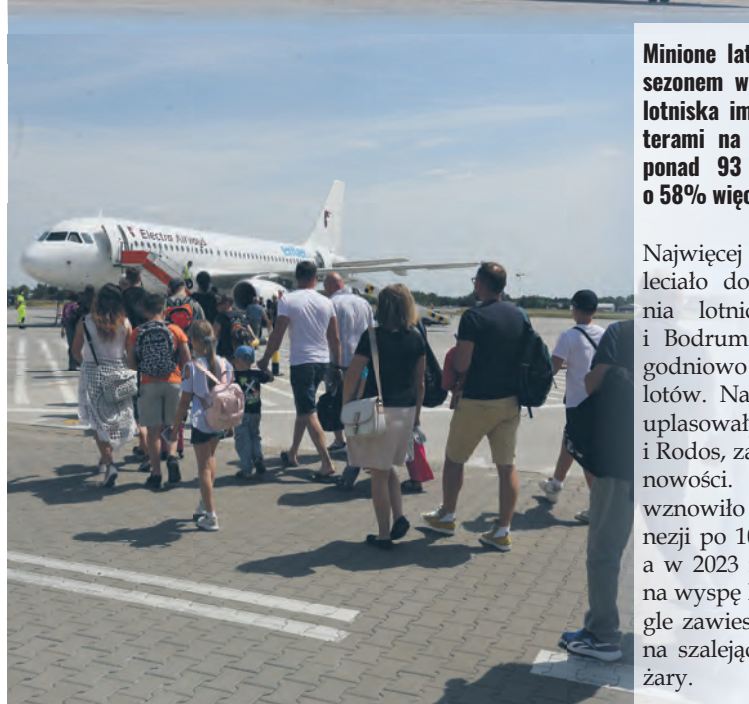 Electra Airways
Minione lat
sezonem w
lotniska im
terami na
ponad 93
o 58% więc
Najwięcej
leciało do
nia lotnic
i Bodrum
godniowo
lotów. Na
uplasował
i Rodos, za
nowości.
wznowiło
nezji po 10
a w 2023
na wyspę
gle zawies
na szalejąc
żary.